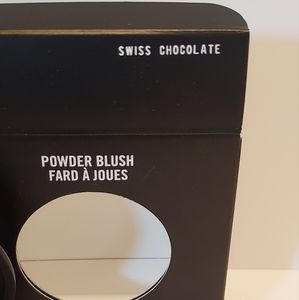 SWISS CHOCOLATE
POWDER BLUSH
FARD À JOUES